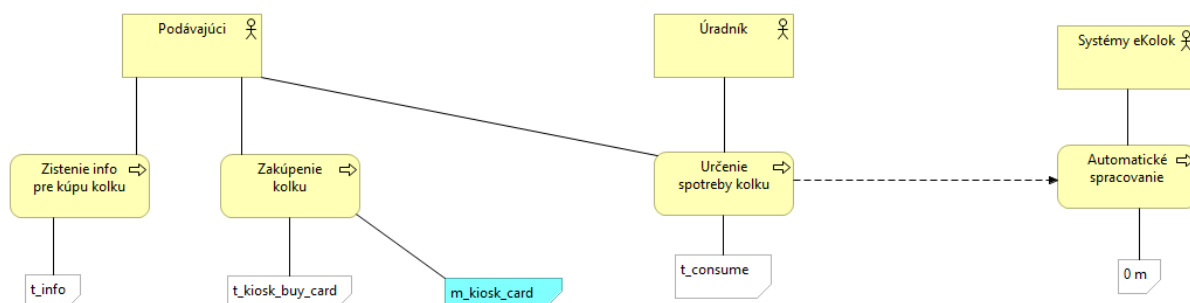 Podávajúci
Úradník
Systémy eKolok
Zistenie info
pre kúpu kolku
Zakúpenie
kolku
Určenie
spotreby kolku
Automatické
spracovanie
t_info
t_kiosk_buy_card
m_kiosk_card
t_consume
0 m